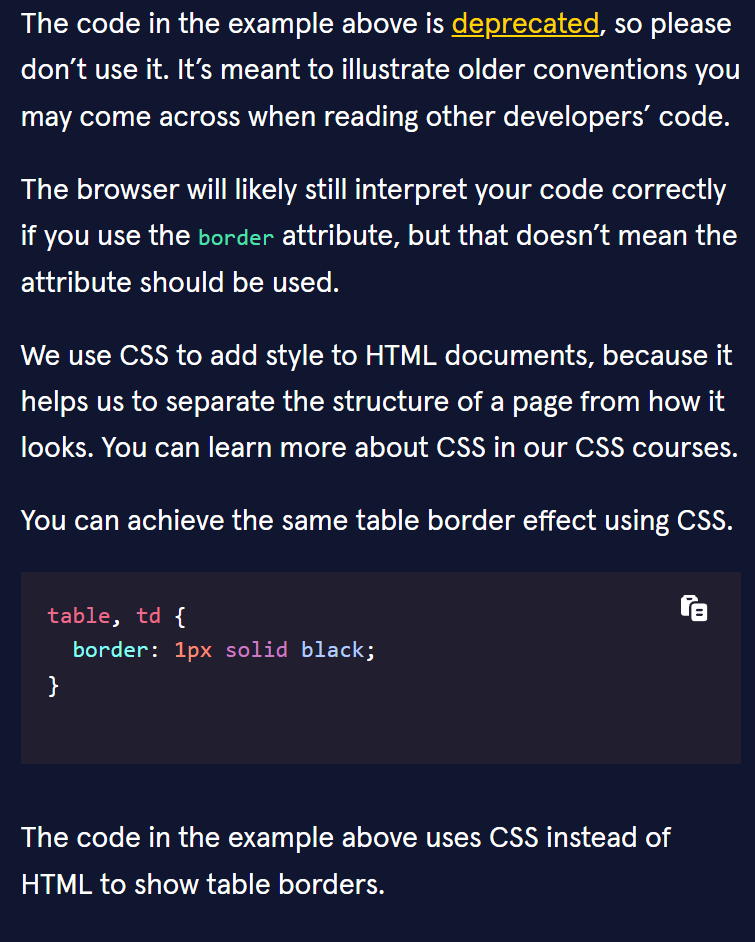 The code in the example above is deprecated, so please
don’t use it. It’s meant to illustrate older conventions you
may come across when reading other developers’ code.
The browser will likely still interpret your code correctly
if you use the border attribute, but that doesn’t mean the
attribute should be used.
We use CSS to add style to HTML documents, because it
helps us to separate the structure of a page from how it
looks. You can learn more about CSS in our CSS courses.
You can achieve the same table border effect using CSS.
table, td {
  border: 1px solid black;
}
The code in the example above uses CSS instead of
HTML to show table borders.